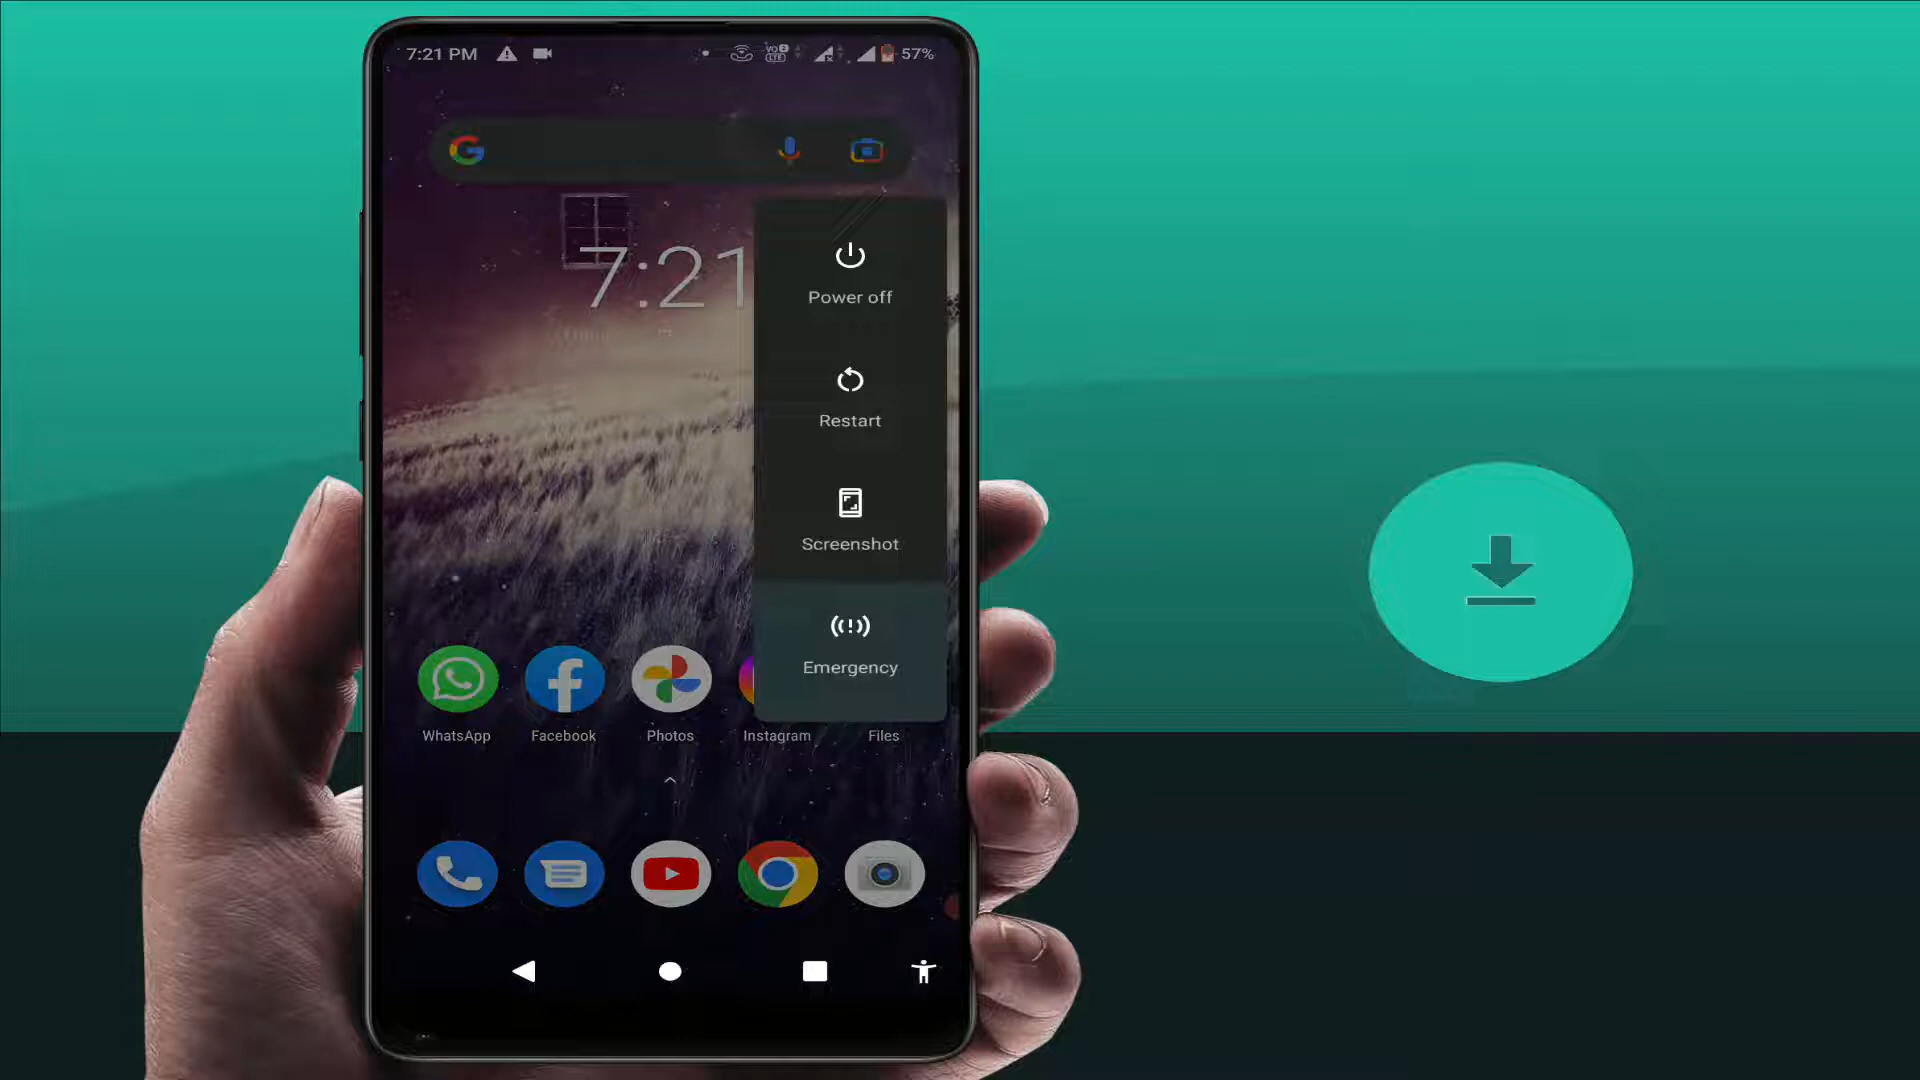 7:21 PM
57%
7:21
Power off
Restart
Screenshot
Emergency
WhatsApp
Facebook
Photos
Instagram
Files